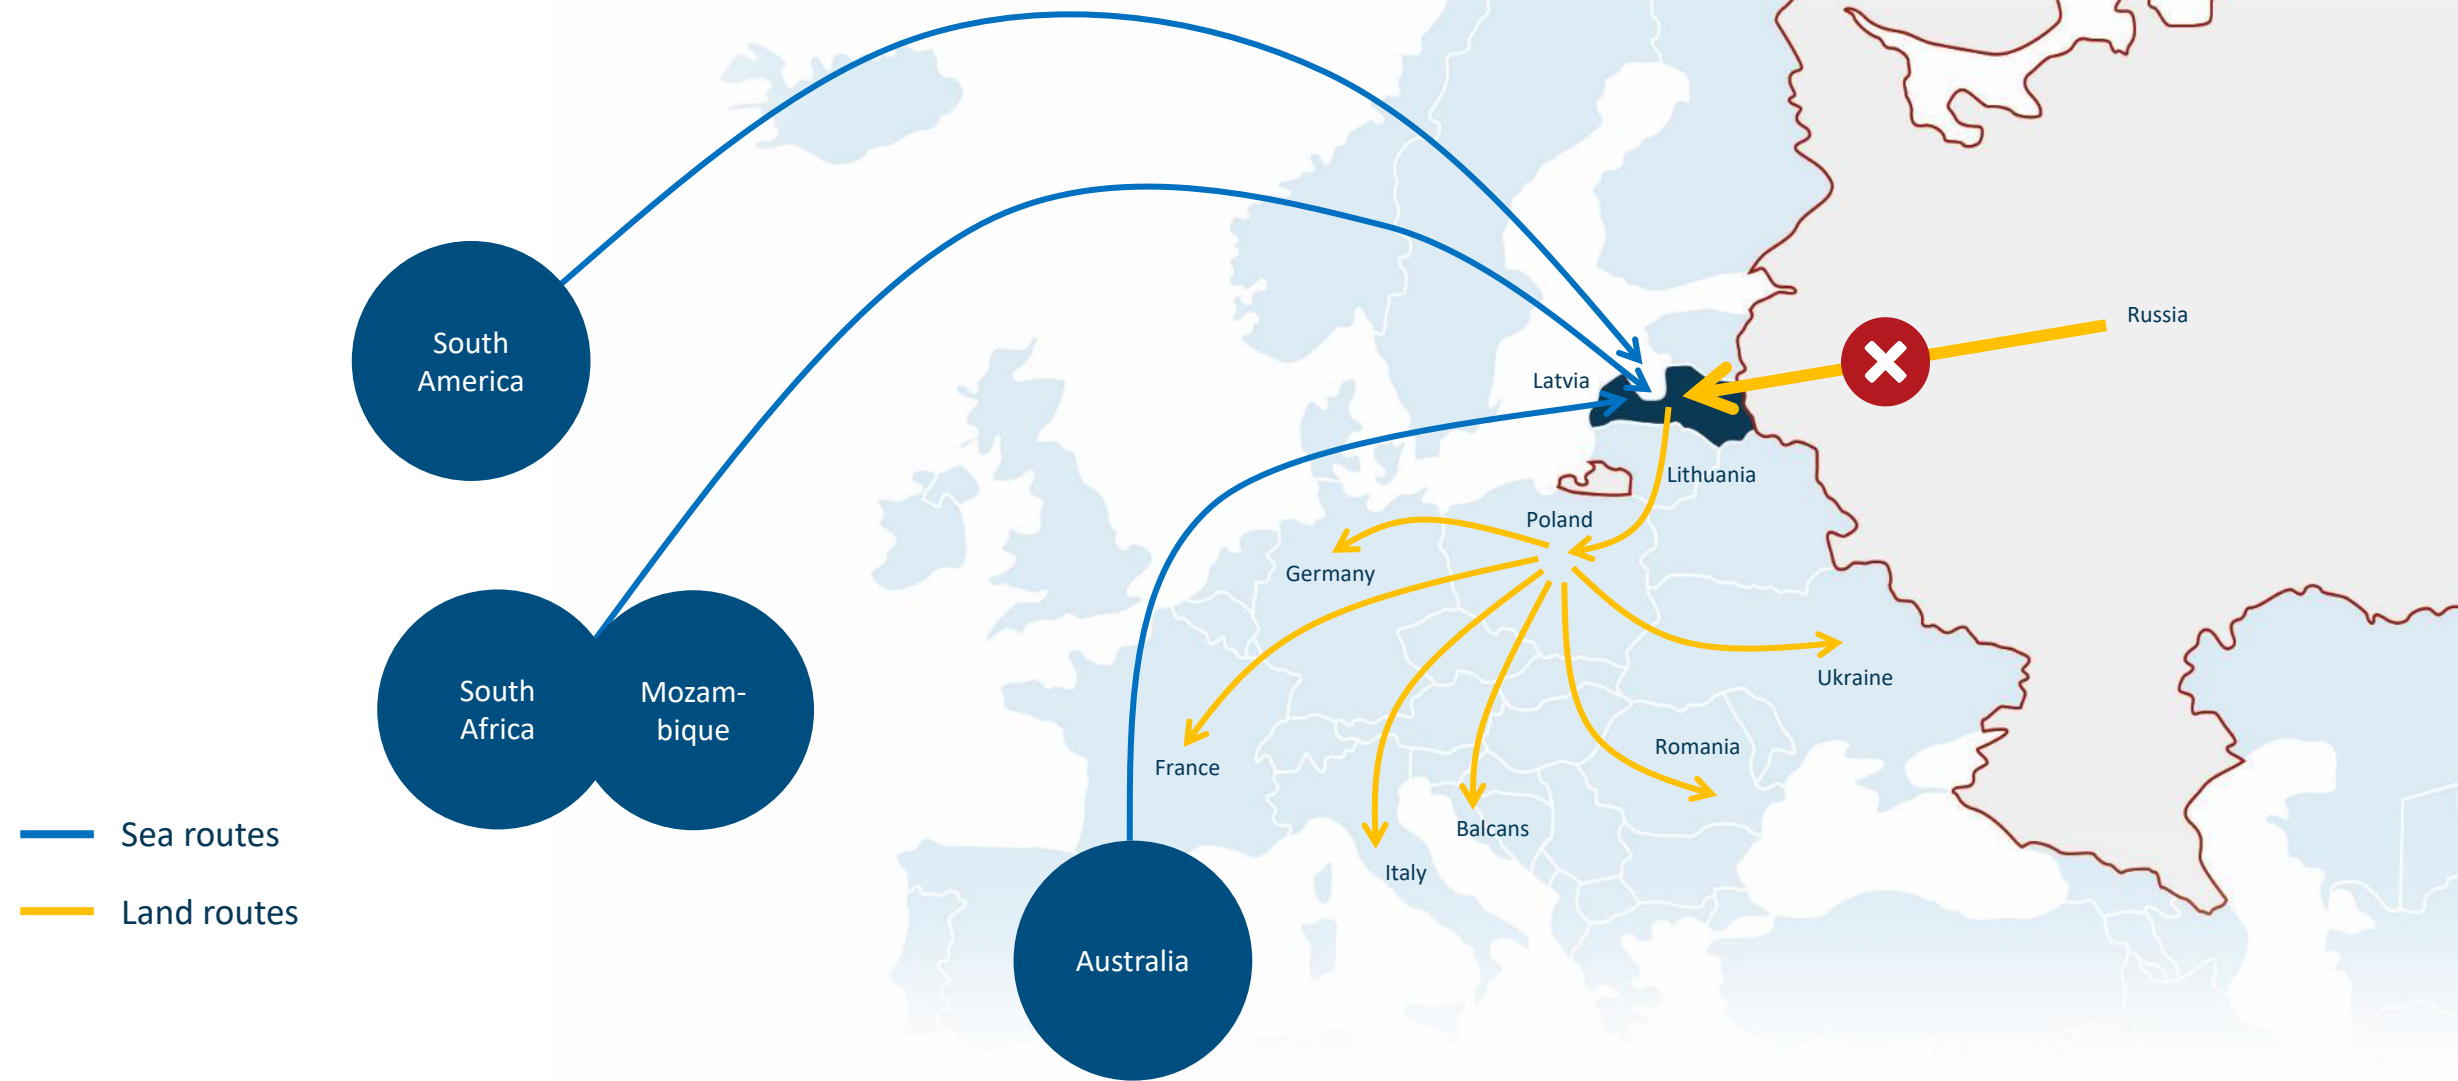 South
America
South
Africa
Mozam-
bique
Australia
Sea routes
Land routes
Russia
Latvia
Lithuania
Poland
Germany
Ukraine
Romania
France
Balcans
Italy